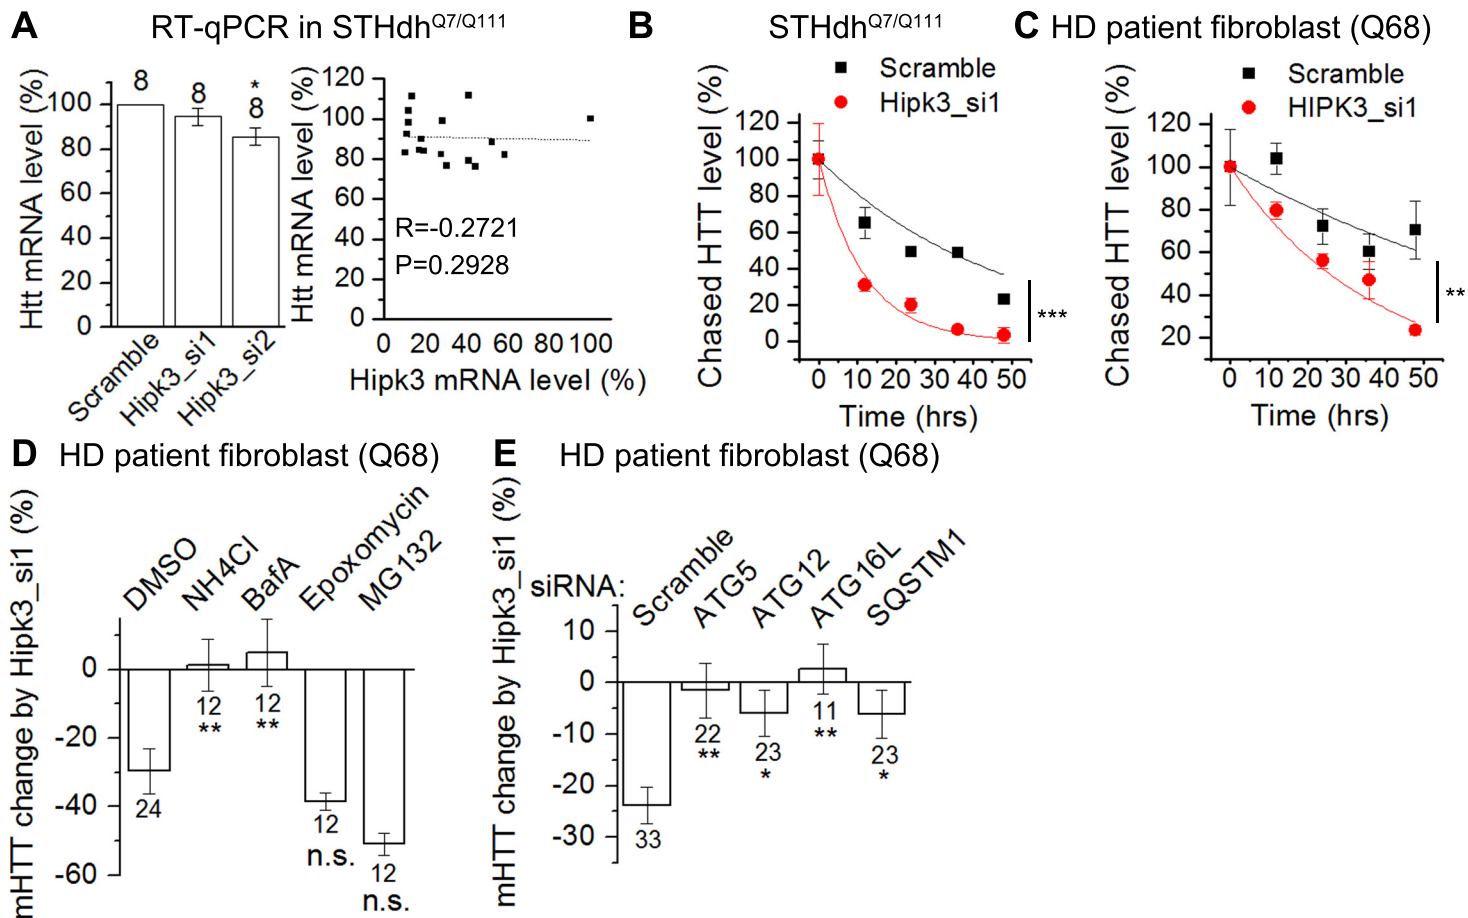 A RT-qPCR in STHdhQ7/Q111
Htt mRNA level (%)
100
80
60
40
20
0
8
8
*
8
Scramble
Hipk3_si1
Hipk3_si2
Htt mRNA level (%)
120
100
80
60
40
20
0
R=-0.2721
P=0.2928
0 20 40 60 80 100
Hipk3 mRNA level (%)
B STHdhQ7/Q111
Scramble
Hipk3_si1
Chased HTT level (%)
120
100
80
60
40
20
0
***
0 10 20 30 40 50
Time (hrs)
C HD patient fibroblast (Q68)
Scramble
HIPK3_si1
Chased HTT level (%)
120
100
80
60
40
20
**
0 10 20 30 40 50
Time (hrs)
D HD patient fibroblast (Q68)
mHTT change by Hipk3_si1 (%)
DMSO
NH4Cl
BafA
Epoxomycin
MG132
0
-20
-40
-60
24
12
**
12
**
12
n.s.
12
n.s.
E HD patient fibroblast (Q68)
mHTT change by Hipk3_si1 (%)
siRNA:
Scramble
ATG5
ATG12
ATG16L
SQSTM1
10
0
-10
-20
-30
33
22
**
23
*
11
**
23
*